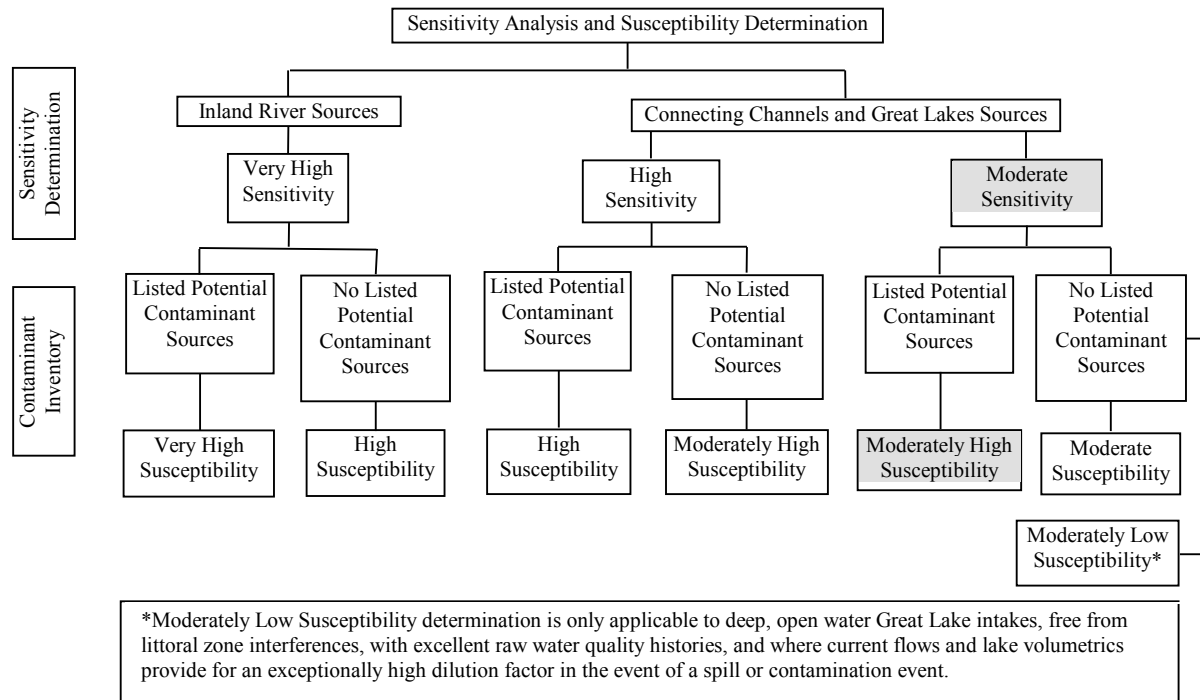 Sensitivity Analysis and Susceptibility Determination
Sensitivity
Determination
Inland River Sources
Connecting Channels and Great Lakes Sources
Very High
Sensitivity
High
Sensitivity
Moderate
Sensitivity
Contaminant
Inventory
Listed Potential
Contaminant
Sources
No Listed
Potential
Contaminant
Sources
Listed Potential
Contaminant
Sources
No Listed
Potential
Contaminant
Sources
Listed Potential
Contaminant
Sources
No Listed
Potential
Contaminant
Sources
Very High
Susceptibility
High
Susceptibility
High
Susceptibility
Moderately High
Susceptibility
Moderately High
Susceptibility
Moderate
Susceptibility
Moderately Low
Susceptibility*
*Moderately Low Susceptibility determination is only applicable to deep, open water Great Lake intakes, free from
littoral zone interferences, with excellent raw water quality histories, and where current flows and lake volumetrics
provide for an exceptionally high dilution factor in the event of a spill or contamination event.